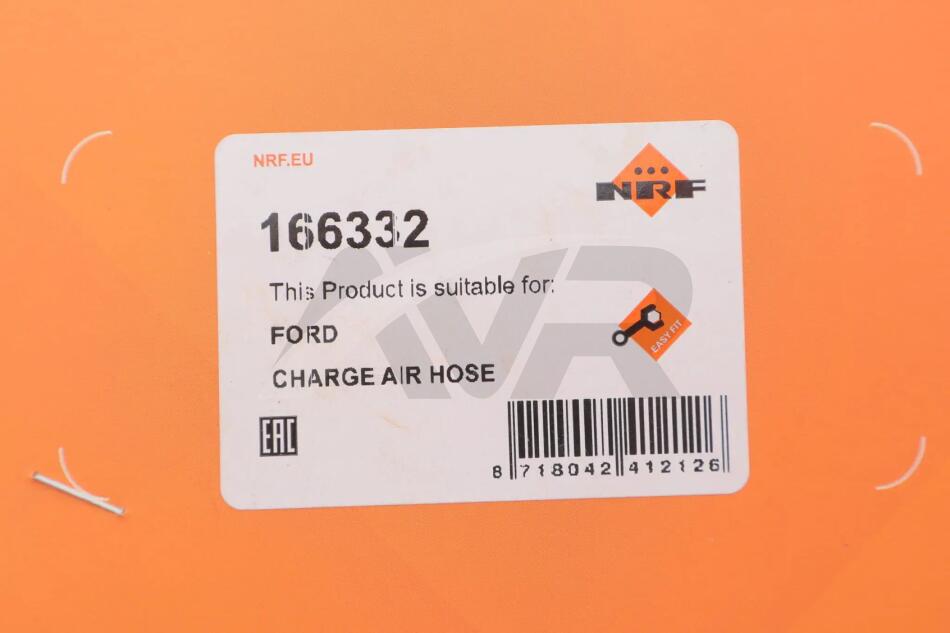 NRF.EU
NRF
166332
This Product is suitable for:
FORD
EASY FIT
CHARGE AIR HOSE
EAC
8 718042 412126
iVR